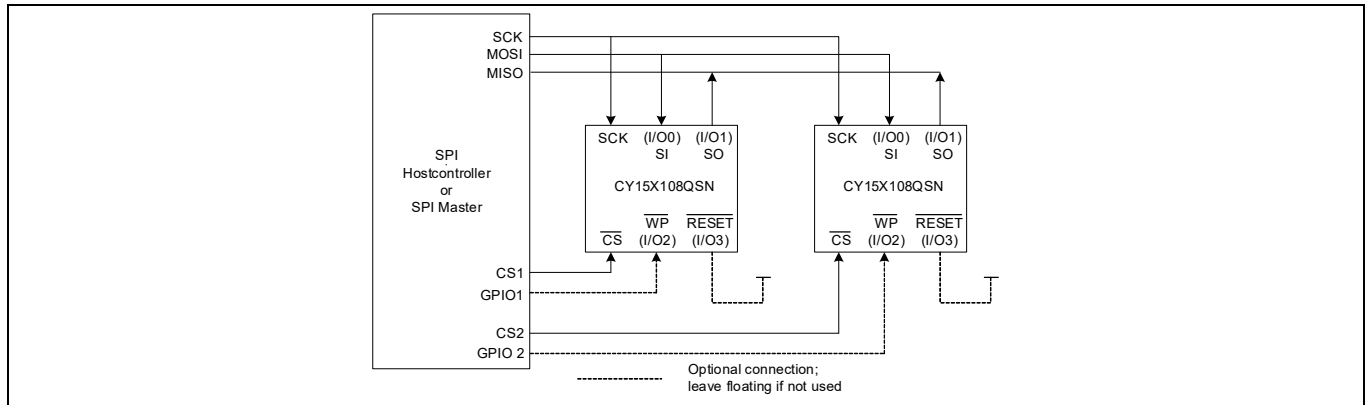 SCK
MOSI
MISO
SPI
Hostcontroller
or
SPI Master
CS1
GPIO1
CS2
GPIO 2
SCK (I/O0) (I/O1)
SI SO
CY15X108QSN
WP RESET
CS (I/O2) (I/O3)
SCK (I/O0) (I/O1)
SI SO
CY15X108QSN
WP RESET
CS (I/O2) (I/O3)
Optional connection;
leave floating if not used